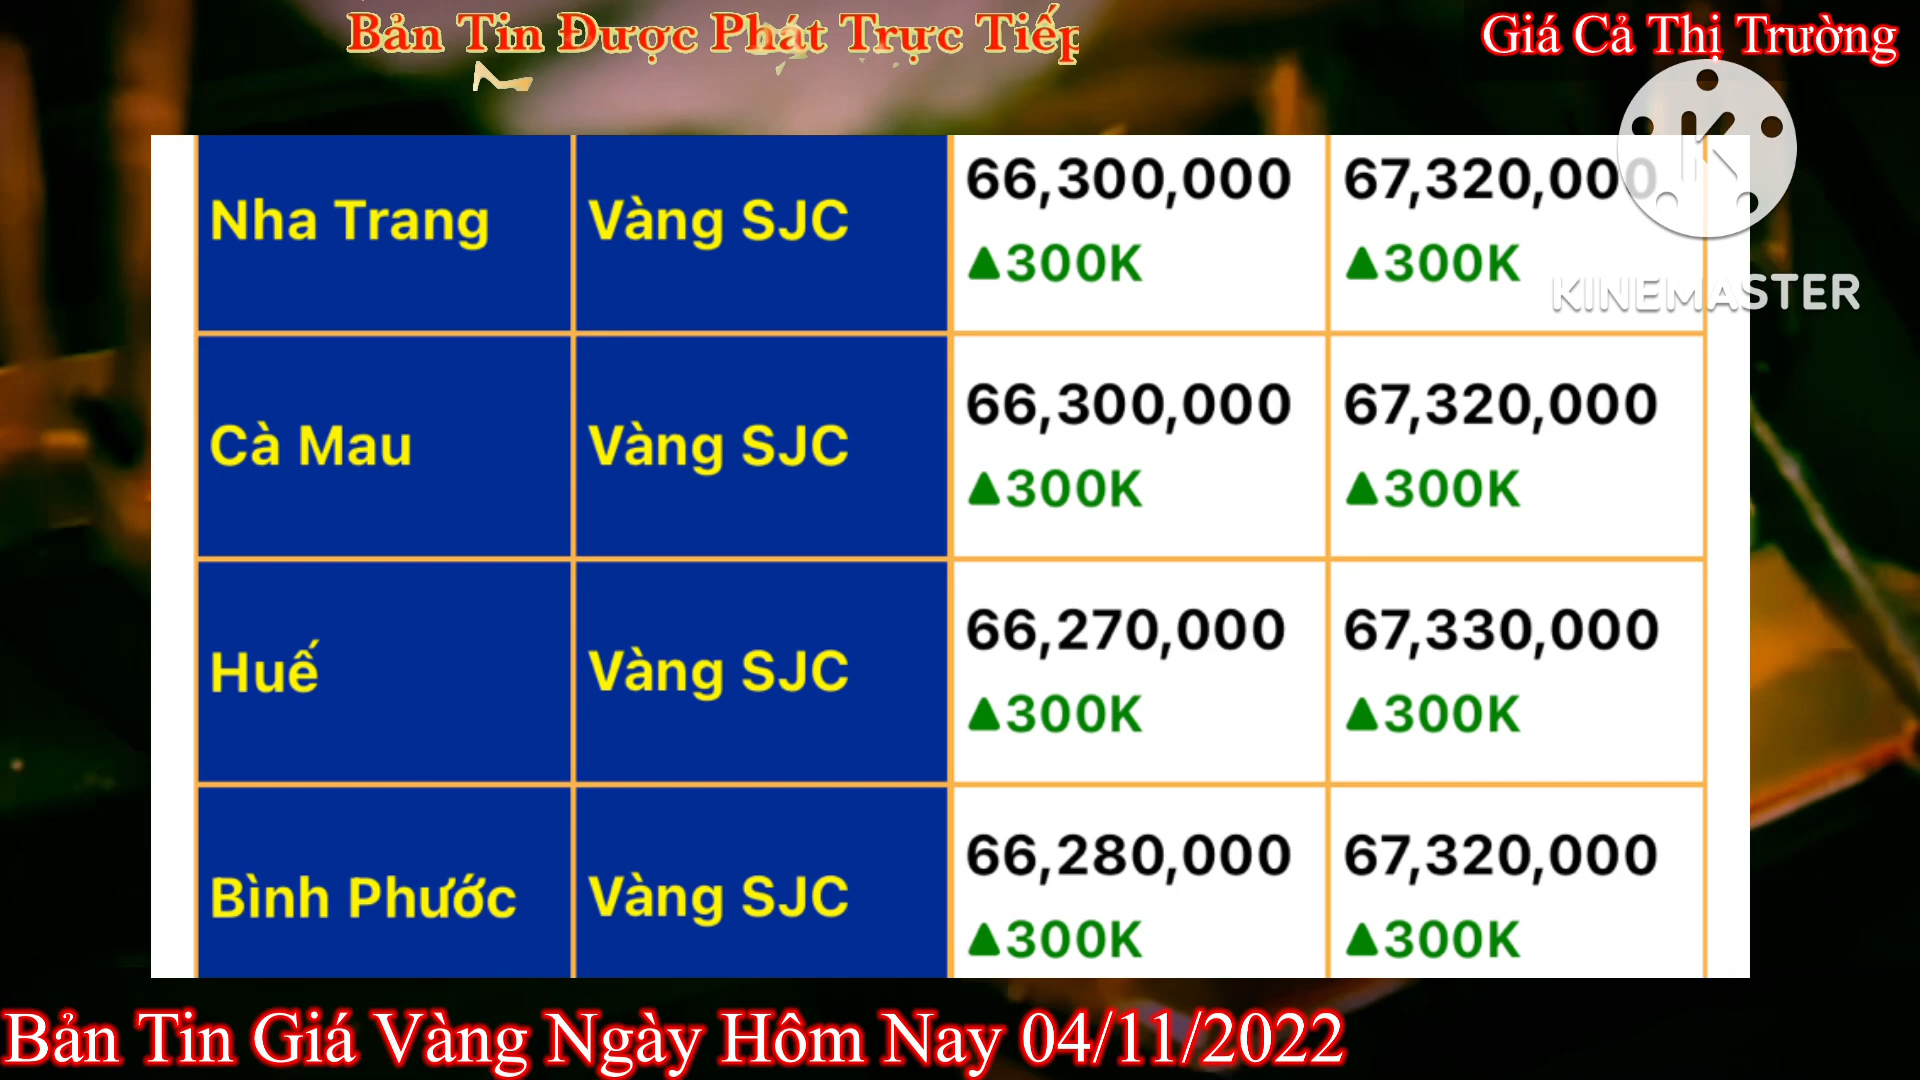 Bản Tin Được Phát Trực Tiếp
Giá Cả Thị Trường
Nha Trang
Vàng SJC
66,300,000
67,320,000
▲300K
▲300K
KINEMASTER
Cà Mau
Vàng SJC
66,300,000
67,320,000
▲300K
▲300K
Huế
Vàng SJC
66,270,000
67,330,000
▲300K
▲300K
Bình Phước
Vàng SJC
66,280,000
67,320,000
▲300K
▲300K
Bản Tin Giá Vàng Ngày Hôm Nay 04/11/2022